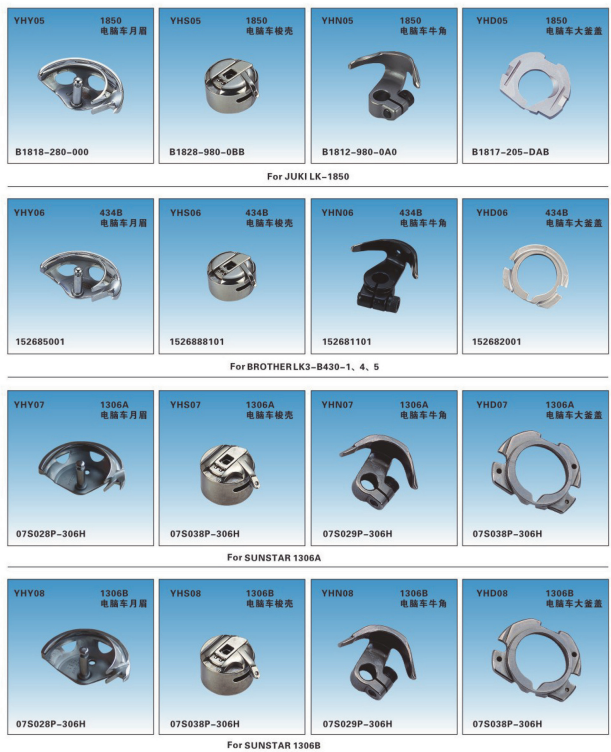 YHY05 1850
电脑车月眉
B1818-280-000
YHS05 1850
电脑车梭壳
B1828-980-0BB
YHN05 1850
电脑车牛角
B1812-980-0A0
YHD05 1850
电脑车大釜盖
B1817-205-DAB
For JUKI LK-1850
YHY06 434B
电脑车月眉
152685001
YHS06 434B
电脑车梭壳
1526888101
YHN06 434B
电脑车牛角
152681101
YHD06 434B
电脑车大釜盖
152682001
For BROTHER LK3-B430-1、4、5
YHY07 1306A
电脑车月眉
07S028P-306H
YHS07 1306A
电脑车梭壳
07S038P-306H
YHN07 1306A
电脑车牛角
07S029P-306H
YHD07 1306A
电脑车大釜盖
07S038P-306H
For SUNSTAR 1306A
YHY08 1306B
电脑车月眉
07S028P-306H
YHS08 1306B
电脑车梭壳
07S038P-306H
YHN08 1306B
电脑车牛角
07S029P-306H
YHD08 1306B
电脑车大釜盖
07S038P-306H
For SUNSTAR 1306B